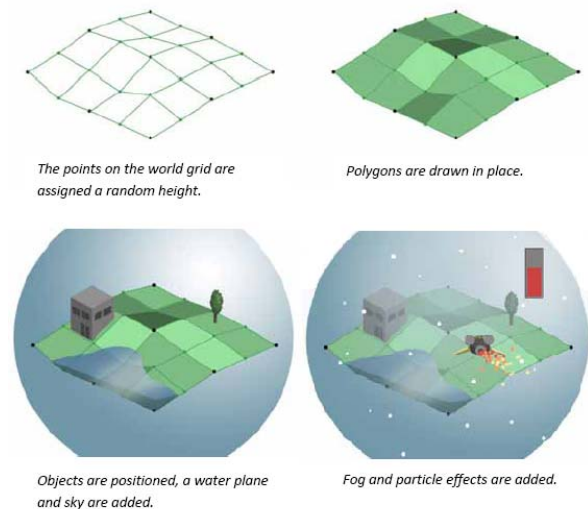 The points on the world grid are
assigned a random height.
Polygons are drawn in place.
Objects are positioned, a water plane
and sky are added.
Fog and particle effects are added.